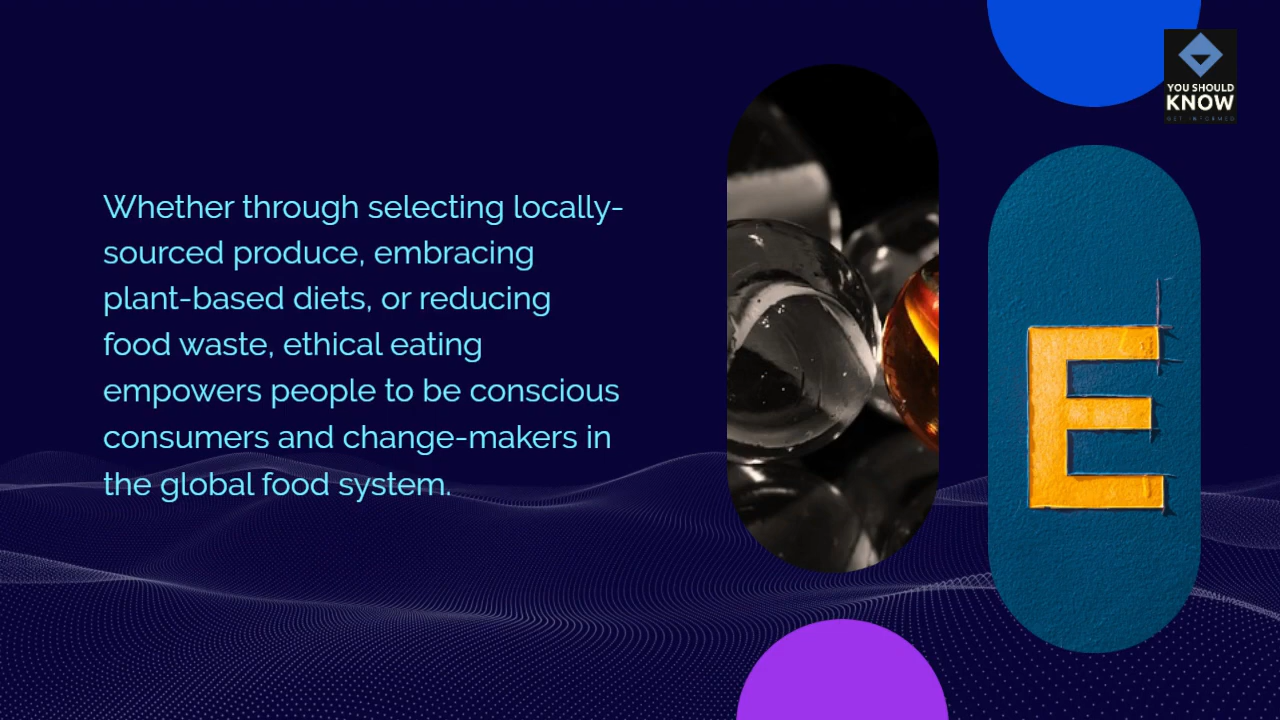 Whether through selecting locally-
sourced produce, embracing
plant-based diets, or reducing
food waste, ethical eating
empowers people to be conscious
consumers and change-makers in
the global food system.
YOU SHOULD
KNOW
GET INFORMED
E